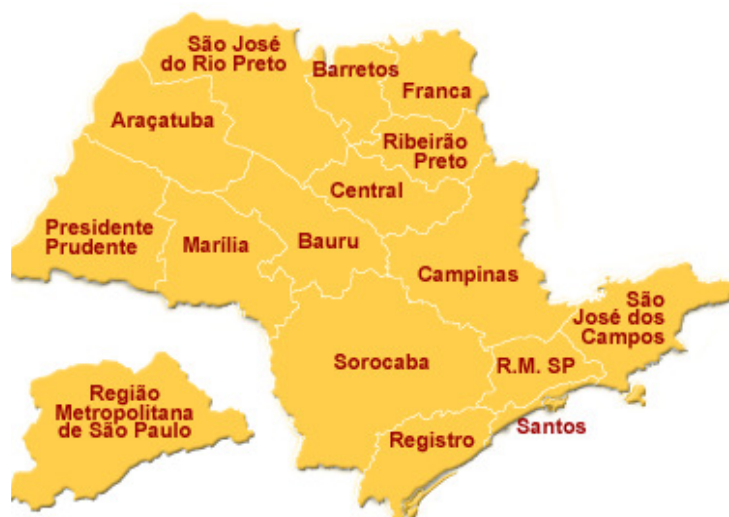 São José
do Rio Preto
Barretos
Franca
Araçatuba
Ribeirão
Preto
Central
Presidente
Prudente
Marília
Bauru
Campinas
São
José dos
Campos
Sorocaba
R.M. SP
Região
Metropolitana
de São Paulo
Registro
Santos